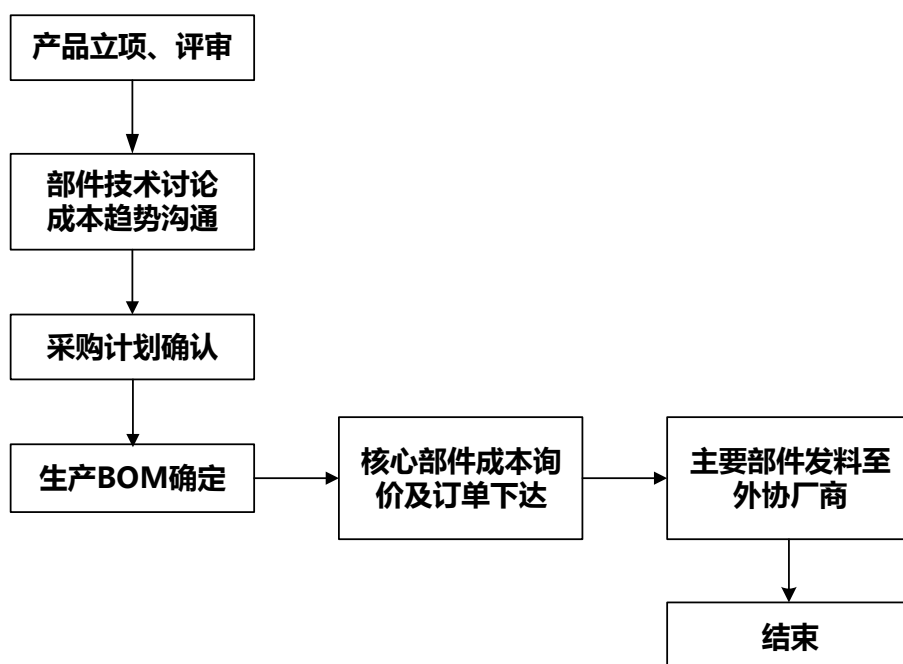 产品立项、评审
部件技术讨论
成本趋势沟通
采购计划确认
生产BOM确定
核心部件成本询
价及订单下达
主要部件发料至
外协厂商
结束